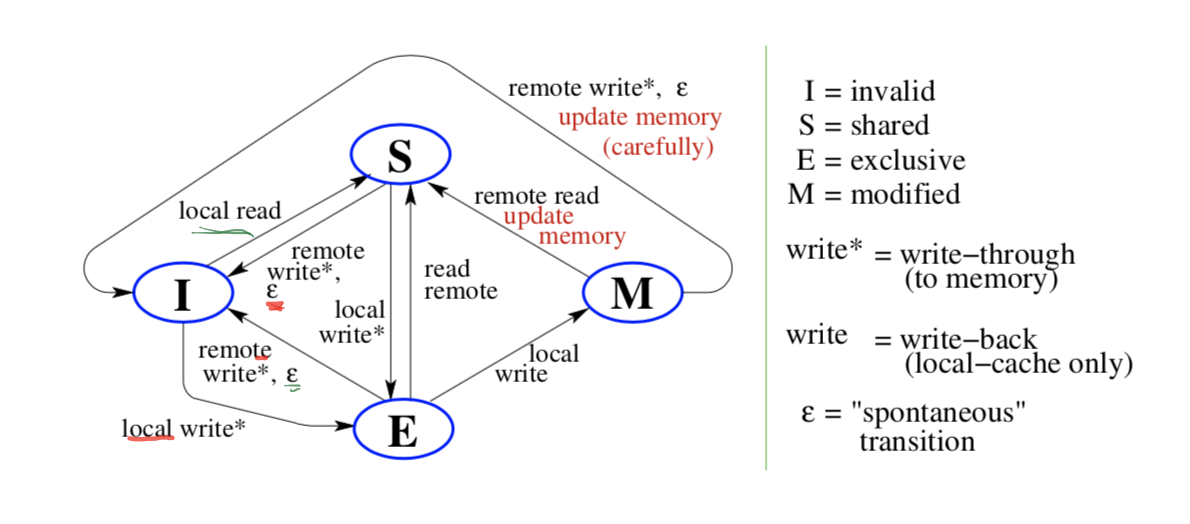 remote write*, ε
update memory
(carefully)
S
remote read
update
memory
local read
remote
write*,
ε
read
remote
I
M
local
write*
remote
write*, ε
local
write
local write*
E
I = invalid
S = shared
E = exclusive
M = modified
write* = write–through
(to memory)
write = write–back
(local–cache only)
ε = "spontaneous"
transition